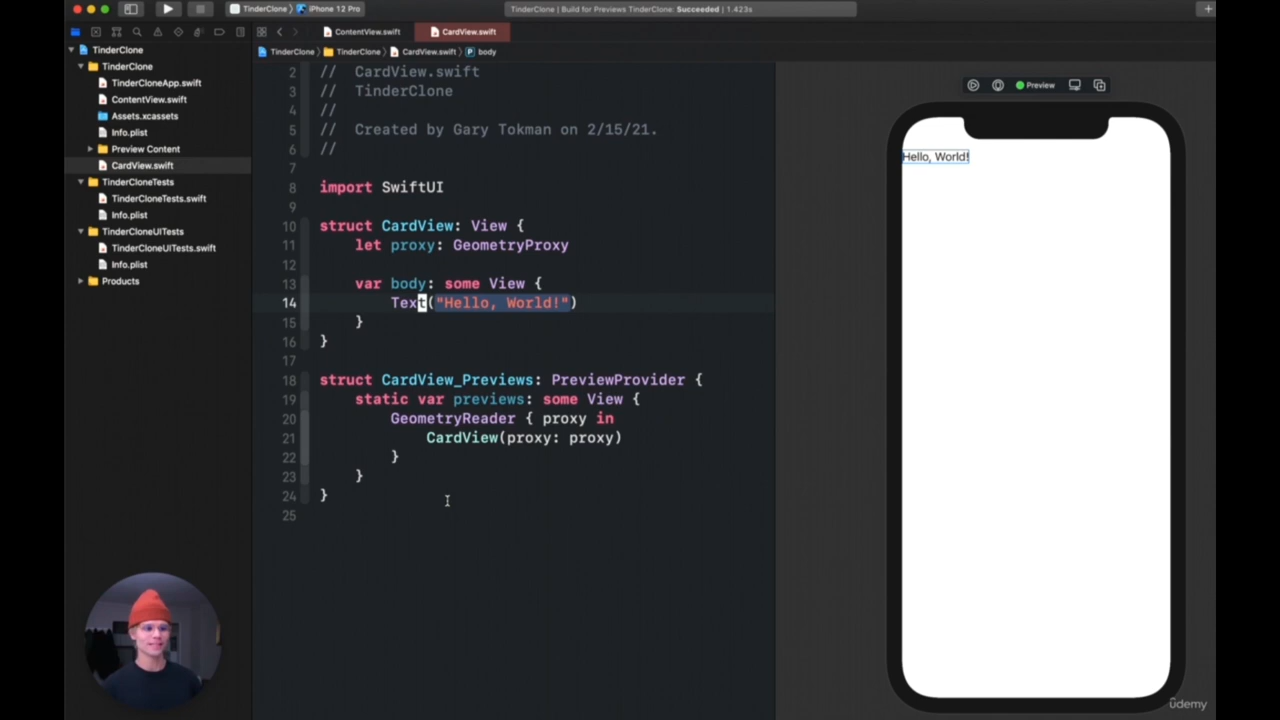 TinderClone 〉 iPhone 12 Pro
TinderClone | Build for Previews TinderClone: Succeeded | 1.423s
ContentView.swift
CardView.swift
TinderClone 〉 TinderClone 〉 CardView.swift 〉 P body
TinderClone
TinderClone
TinderCloneApp.swift
ContentView.swift
Assets.xcassets
Info.plist
Preview Content
CardView.swift
TinderCloneTests
TinderCloneTests.swift
Info.plist
TinderCloneUITests
TinderCloneUITests.swift
Info.plist
Products
2 //  CardView.swift
3 //  TinderClone
4 //
5 //  Created by Gary Tokman on 2/15/21.
6 //
7
8 import SwiftUI
9
10 struct CardView: View {
11     let proxy: GeometryProxy
12
13     var body: some View {
14         Text("Hello, World!")
15     }
16 }
17
18 struct CardView_Previews: PreviewProvider {
19     static var previews: some View {
20         GeometryReader { proxy in
21             CardView(proxy: proxy)
22         }
23     }
24 }
25
Preview
Hello, World!
ûdemy